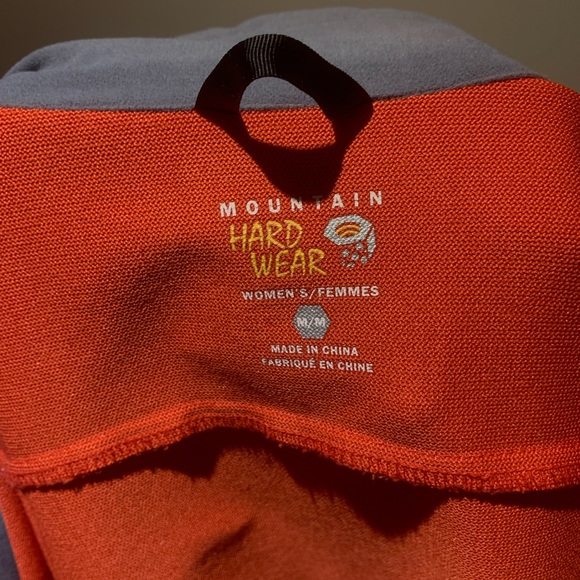 MOUNTAIN
HARD
WEAR
WOMEN'S/FEMMES
M/M
MADE IN CHINA
FABRIQUÉ EN CHINE